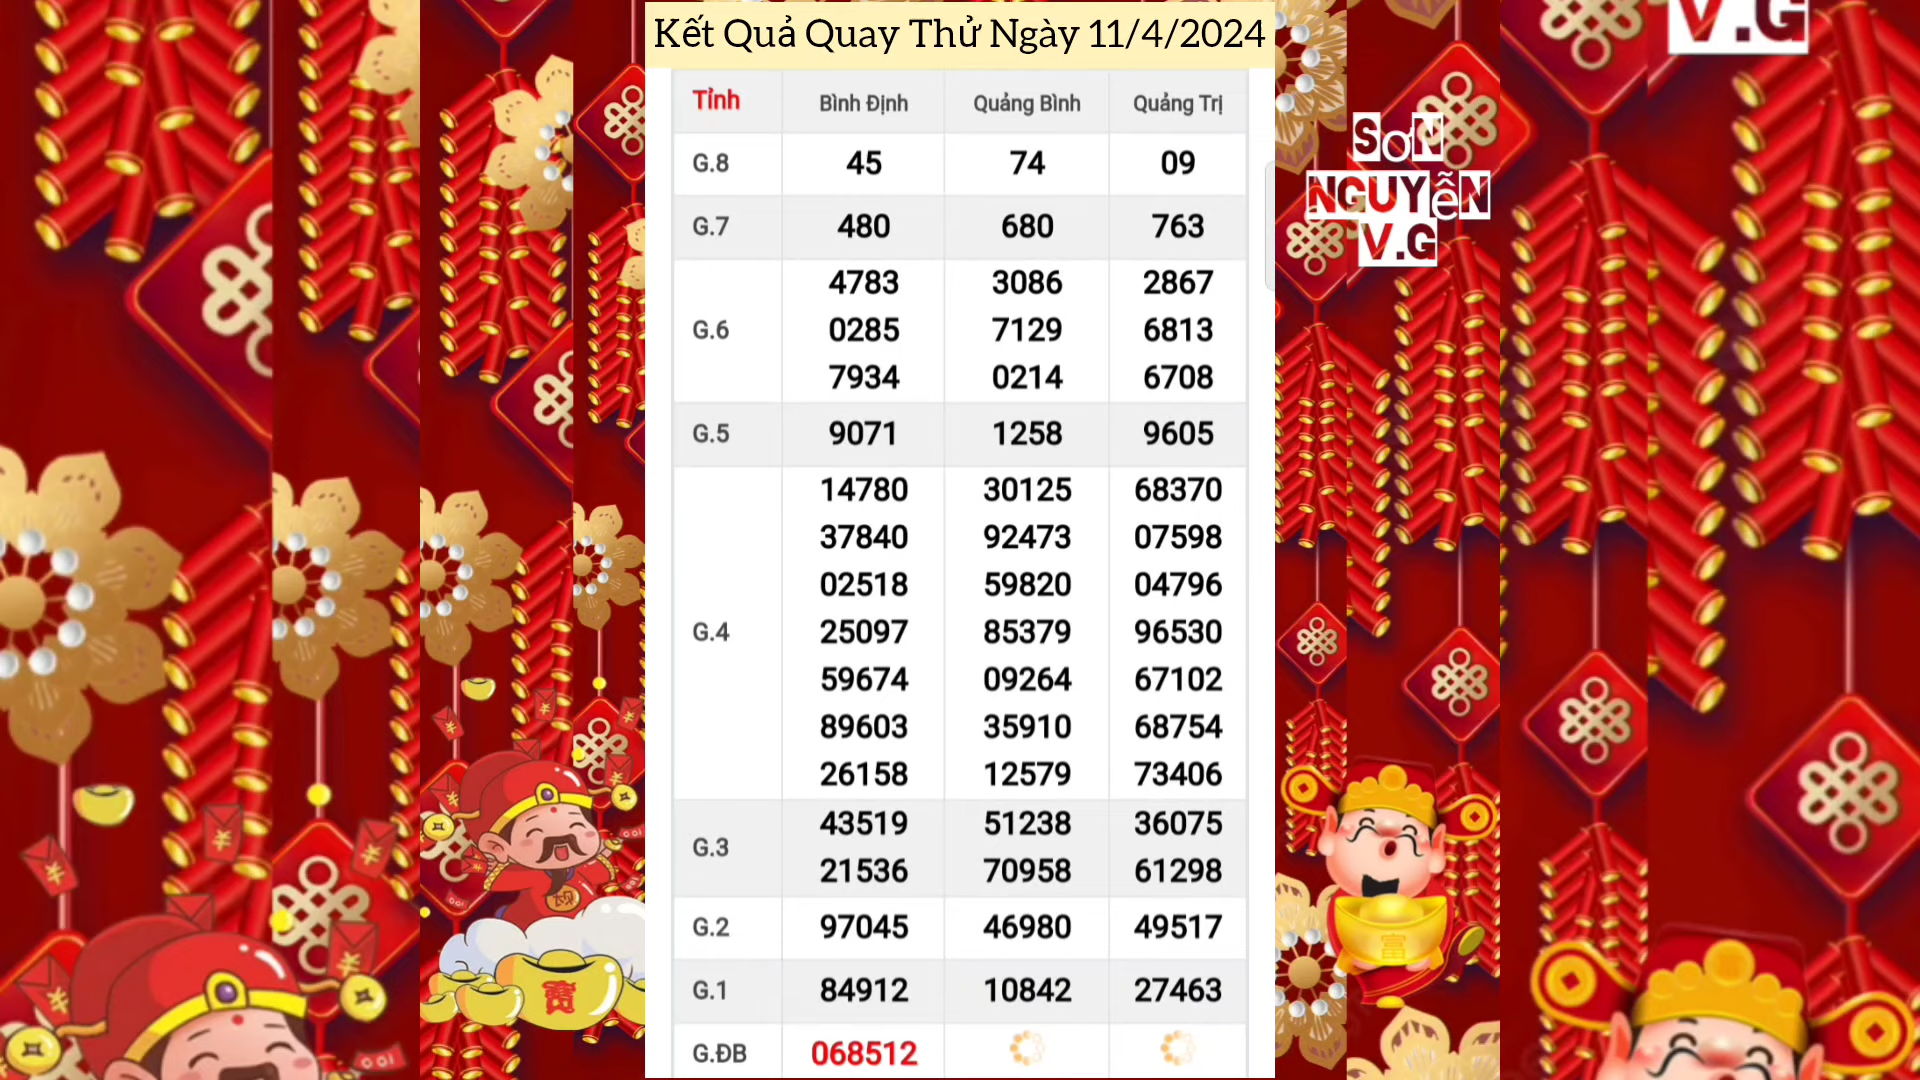 Kết Quả Quay Thử Ngày 11/4/2024
V.G
SơN
NGUYễN
V.G
Tỉnh Bình Định Quảng Bình Quảng Trị
G.8 45 74 09
G.7 480 680 763
4783 3086 2867
G.6 0285 7129 6813
7934 0214 6708
G.5 9071 1258 9605
14780 30125 68370
37840 92473 07598
02518 59820 04796
G.4 25097 85379 96530
59674 09264 67102
89603 35910 68754
26158 12579 73406
43519 51238 36075
G.3
21536 70958 61298
G.2 97045 46980 49517
G.1 84912 10842 27463
G.ĐB 068512